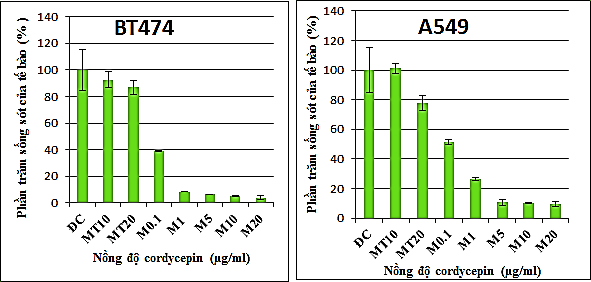 BT474
Phần trăm sống sót của tế bào (%)
140
120
100
80
60
40
20
0
ĐC
MT10
MT20
M0.1
M1
M5
M10
M20
Nồng độ cordycepin (µg/ml)
A549
Phần trăm sống sót của tế bào (%)
140
120
100
80
60
40
20
0
ĐC
MT10
MT20
M0.1
M1
M5
M10
M20
Nồng độ cordycepin (µg/ml)